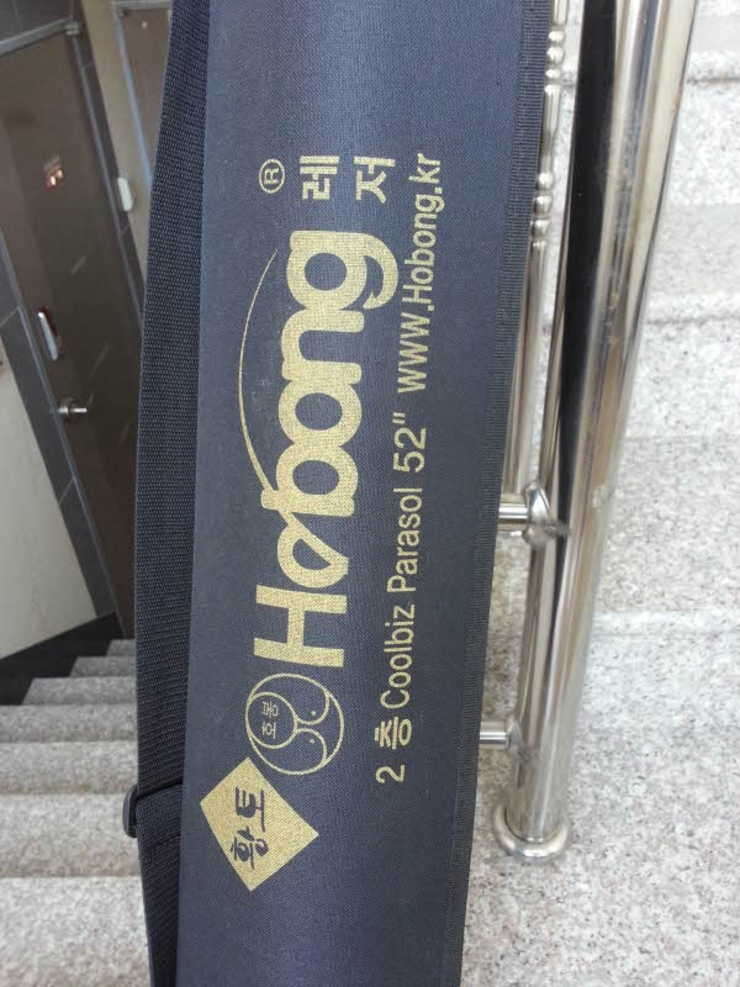 황토
호봉
Hobong® 레저
2층 Coolbiz Parasol 52" www.Hobong.kr